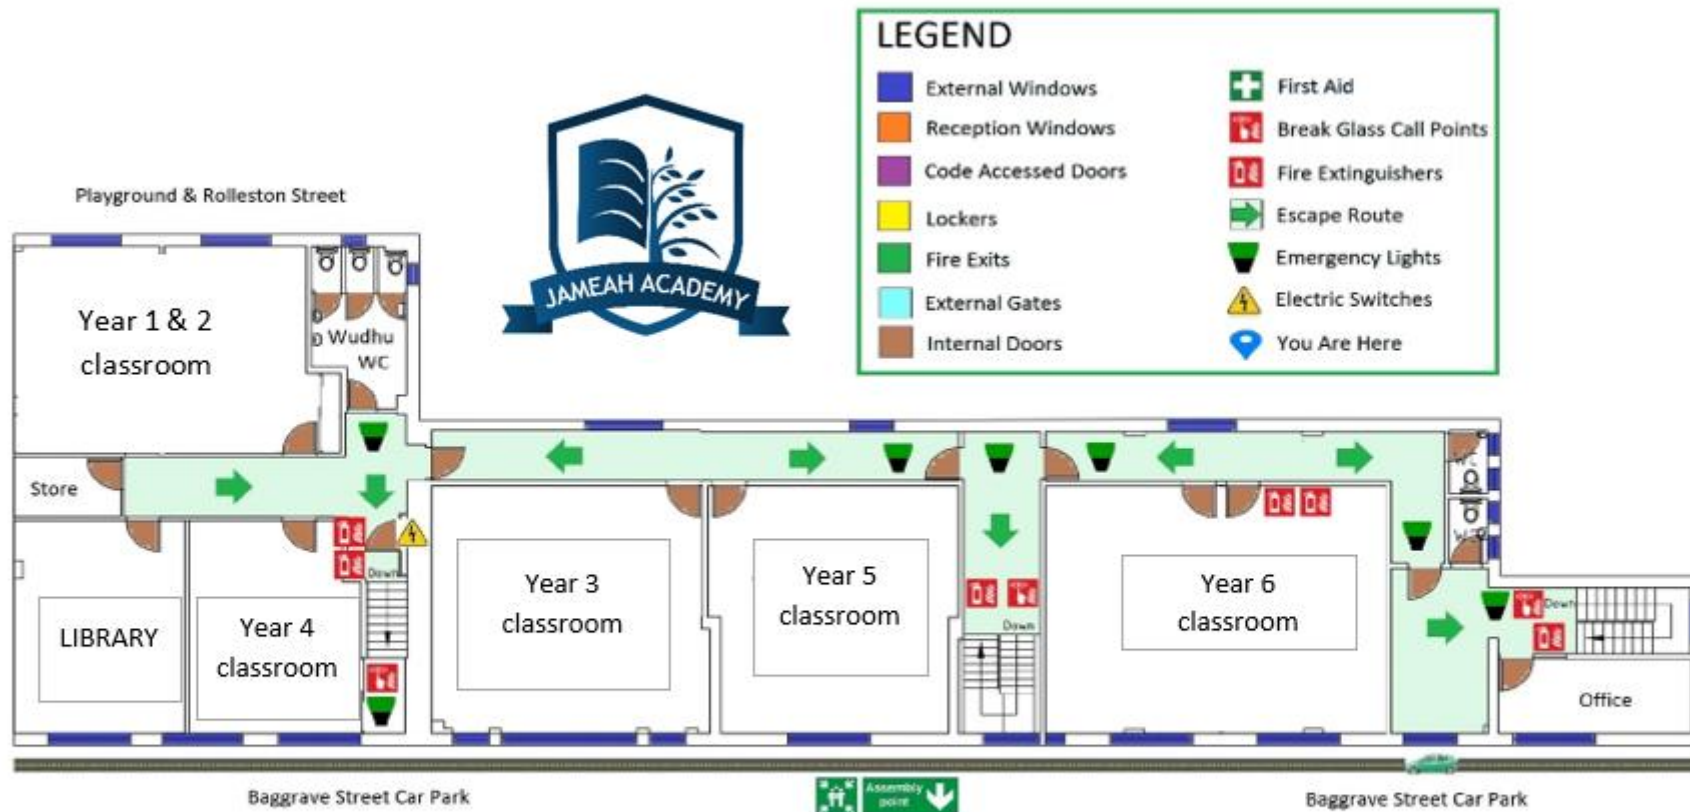 LEGEND
External Windows
Reception Windows
Code Accessed Doors
Lockers
Fire Exits
External Gates
Internal Doors
First Aid
Break Glass Call Points
Fire Extinguishers
Escape Route
Emergency Lights
Electric Switches
You Are Here
JAMEAH ACADEMY
Playground & Rolleston Street
Year 1 & 2
classroom
Wudhu
WC
Store
LIBRARY
Year 4
classroom
Down
Year 3
classroom
Year 5
classroom
Down
Year 6
classroom
Down
Office
Baggrave Street Car Park
Assembly
point
Baggrave Street Car Park